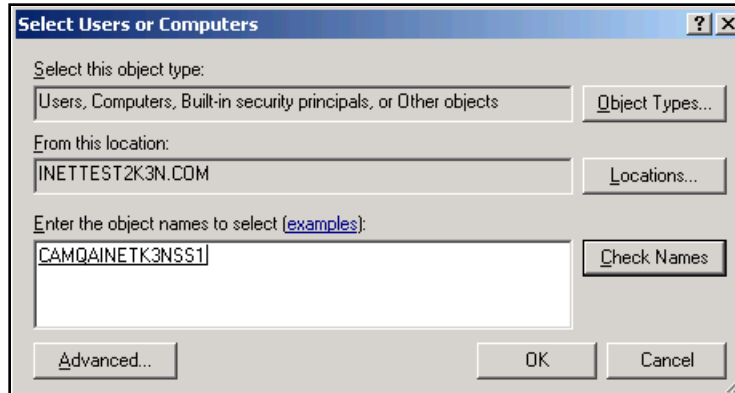 Select Users or Computers
Select this object type:
Users, Computers, Built-in security principals, or Other objects
Object Types...
From this location:
INETTEST2K3N.COM
Locations...
Enter the object names to select (examples):
CAMQAINETK3NSS1
Check Names
Advanced...
OK
Cancel